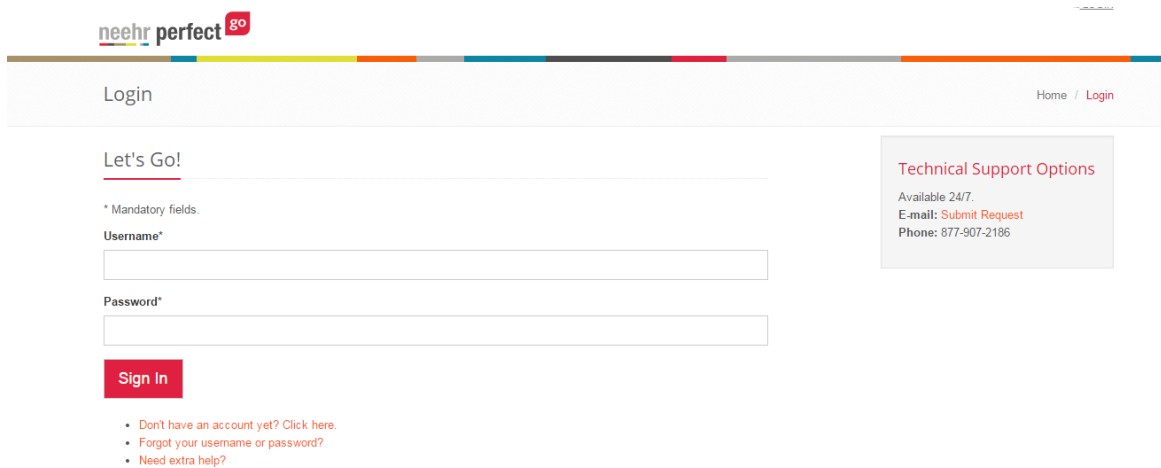 neehr perfect go
Login
Home / Login
Let's Go!
* Mandatory fields.
Username*
Password*
Sign In
• Don't have an account yet? Click here.
• Forgot your username or password?
• Need extra help?
Technical Support Options
Available 24/7.
E-mail: Submit Request
Phone: 877-907-2186